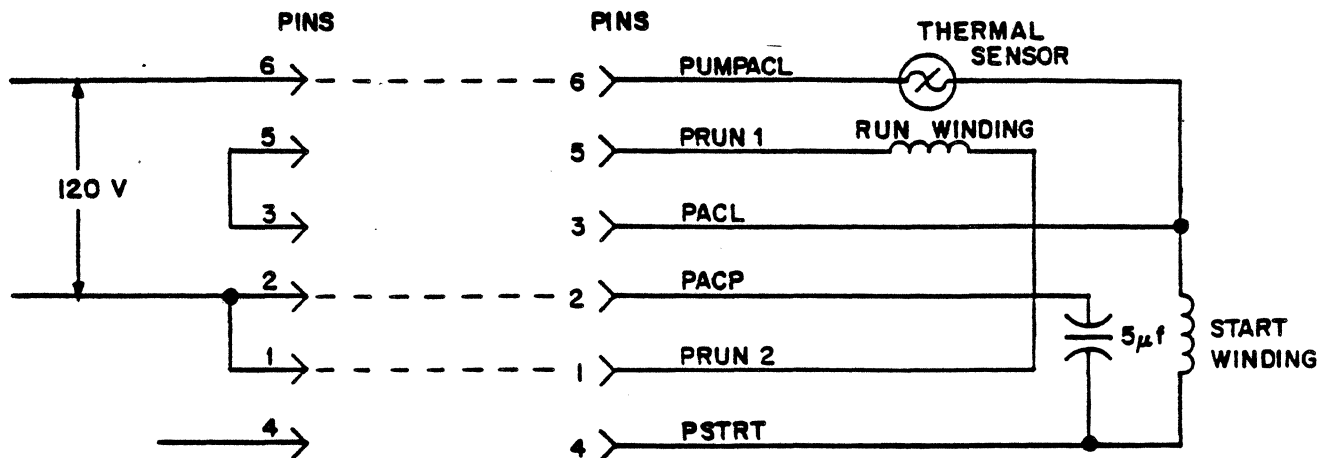 PINS
PINS
THERMAL
SENSOR
6
6
PUMPACL
5
5
PRUN 1
RUN WINDING
120 V
3
3
PACL
2
2
PACP
5μf
START
WINDING
1
1
PRUN 2
4
4
PSTRT